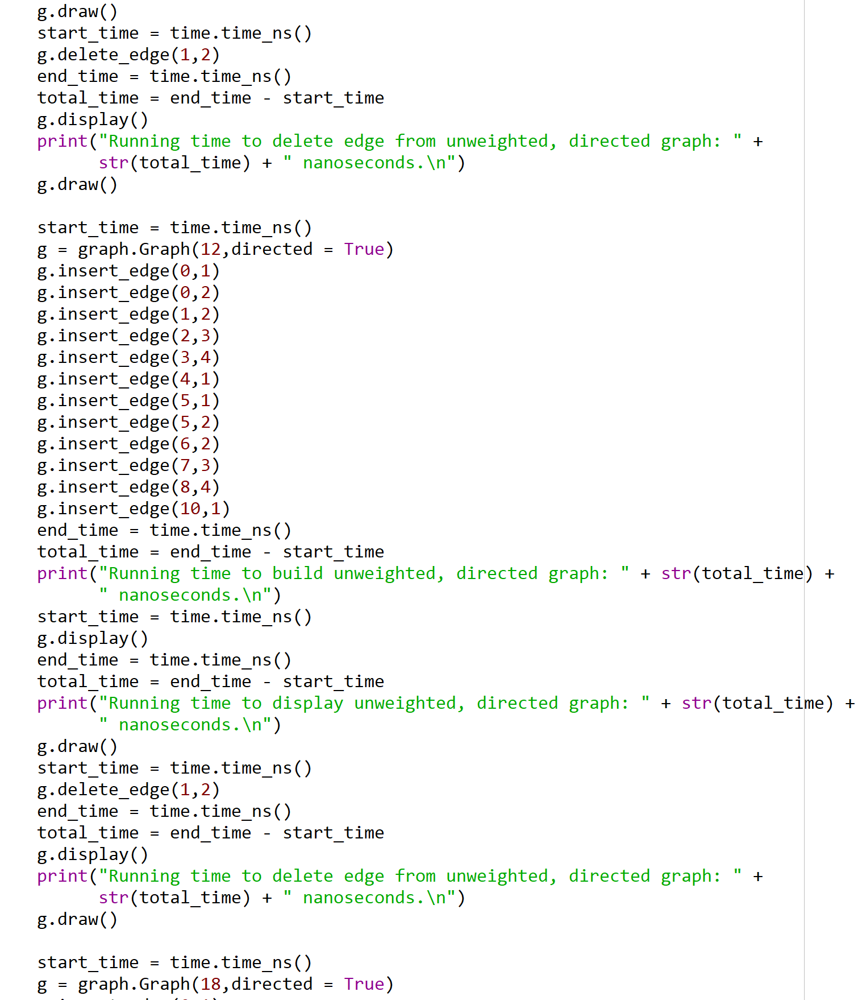 g.draw()
start_time = time.time_ns()
g.delete_edge(1,2)
end_time = time.time_ns()
total_time = end_time - start_time
g.display()
print("Running time to delete edge from unweighted, directed graph: " +
      str(total_time) + " nanoseconds.\n")
g.draw()

start_time = time.time_ns()
g = graph.Graph(12,directed = True)
g.insert_edge(0,1)
g.insert_edge(0,2)
g.insert_edge(1,2)
g.insert_edge(2,3)
g.insert_edge(3,4)
g.insert_edge(4,1)
g.insert_edge(5,1)
g.insert_edge(5,2)
g.insert_edge(6,2)
g.insert_edge(7,3)
g.insert_edge(8,4)
g.insert_edge(10,1)
end_time = time.time_ns()
total_time = end_time - start_time
print("Running time to build unweighted, directed graph: " + str(total_time) +
      " nanoseconds.\n")
start_time = time.time_ns()
g.display()
end_time = time.time_ns()
total_time = end_time - start_time
print("Running time to display unweighted, directed graph: " + str(total_time) +
      " nanoseconds.\n")
g.draw()
start_time = time.time_ns()
g.delete_edge(1,2)
end_time = time.time_ns()
total_time = end_time - start_time
g.display()
print("Running time to delete edge from unweighted, directed graph: " +
      str(total_time) + " nanoseconds.\n")
g.draw()

start_time = time.time_ns()
g = graph.Graph(18,directed = True)